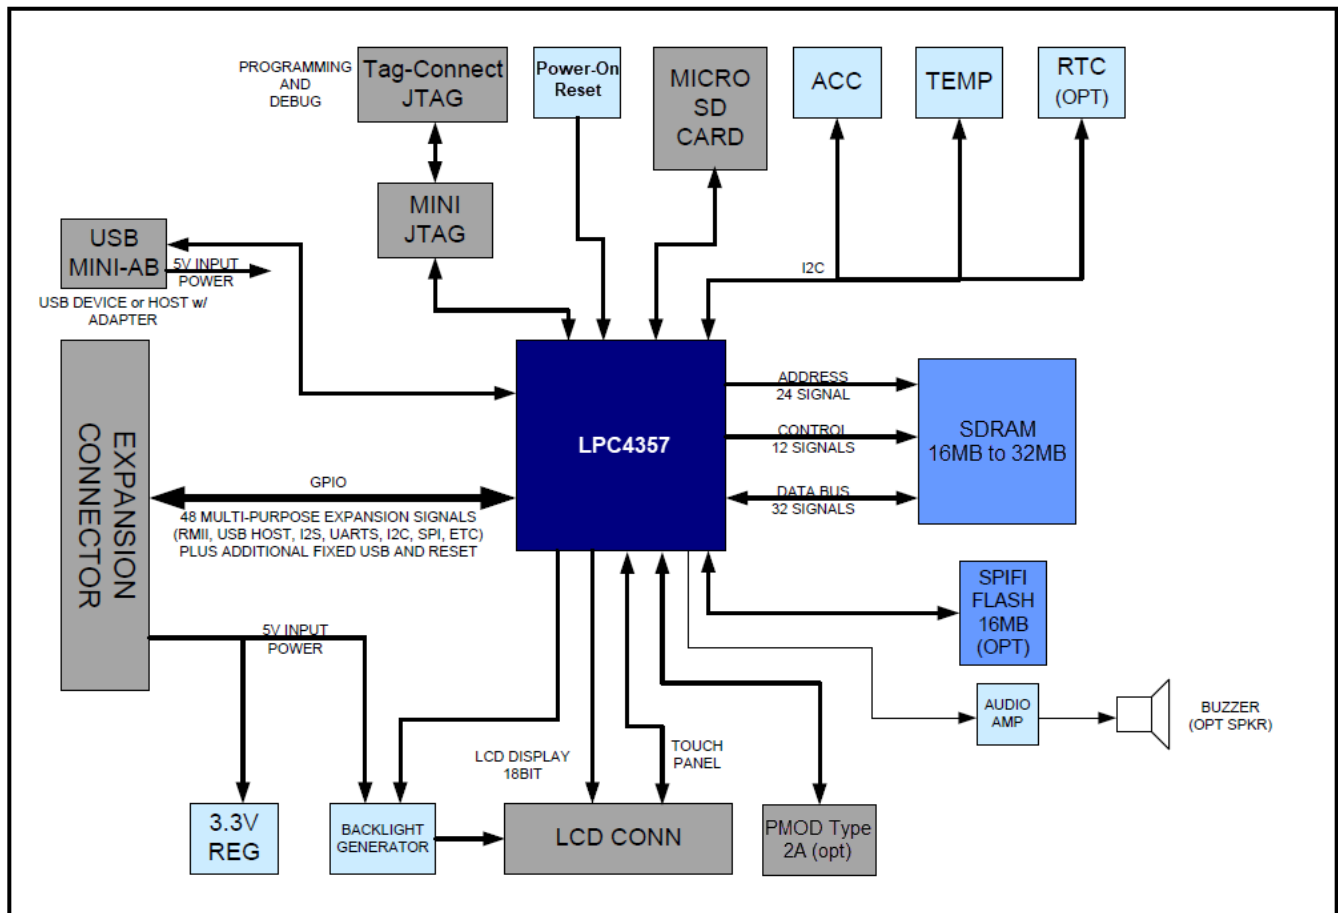 PROGRAMMING
AND
DEBUG
Tag-Connect
JTAG
Power-On
Reset
MICRO
SD
CARD
ACC
TEMP
RTC
(OPT)
MINI
JTAG
USB
MINI-AB
5V INPUT
POWER
USB DEVICE or HOST w/
ADAPTER
I2C
EXPANSION
CONNECTOR
LPC4357
ADDRESS
24 SIGNAL
CONTROL
12 SIGNALS
DATA BUS
32 SIGNALS
SDRAM
16MB to 32MB
GPIO
48 MULTI-PURPOSE EXPANSION SIGNALS
(RMII, USB HOST, I2S, UARTS, I2C, SPI, ETC)
PLUS ADDITIONAL FIXED USB AND RESET
SPIFI
FLASH
16MB
(OPT)
5V INPUT
POWER
AUDIO
AMP
BUZZER
(OPT SPKR)
LCD DISPLAY
18BIT
TOUCH
PANEL
3.3V
REG
BACKLIGHT
GENERATOR
LCD CONN
PMOD Type
2A (opt)